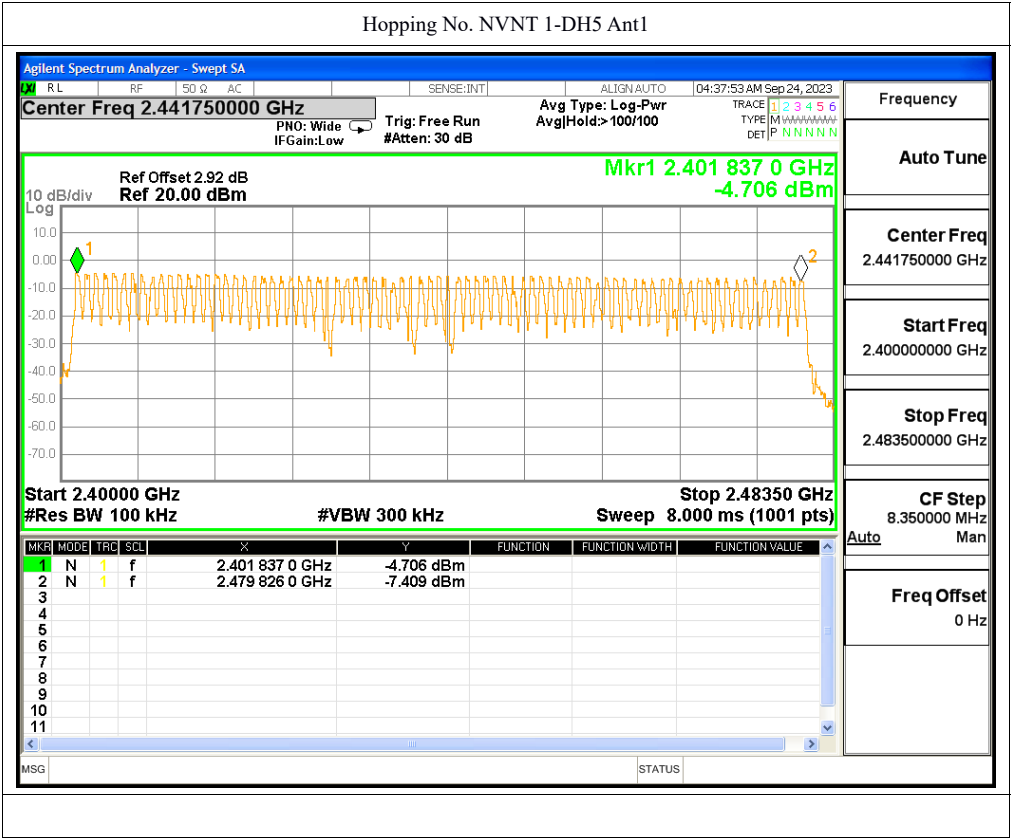 Hopping No. NVNT 1-DH5 Ant1
Agilent Spectrum Analyzer - Swept SA
LXI RL RF 50 Ω AC SENSE:INT ALIGN AUTO 04:37:53 AM Sep 24, 2023
Center Freq 2.441750000 GHz
PNO: Wide
IFGain:Low
Trig: Free Run
#Atten: 30 dB
Avg Type: Log-Pwr
Avg|Hold:> 100/100
TRACE 1 2 3 4 5 6
TYPE M WWWWW
DET P N N N N N
Mkr1 2.401 837 0 GHz
-4.706 dBm
Ref Offset 2.92 dB
10 dB/div Ref 20.00 dBm
Log
10.0
0.00
-10.0
-20.0
-30.0
-40.0
-50.0
-60.0
-70.0
1
2
Start 2.40000 GHz Stop 2.48350 GHz
#Res BW 100 kHz #VBW 300 kHz Sweep 8.000 ms (1001 pts)
MKR MODE TRC SCL X Y FUNCTION FUNCTION WIDTH FUNCTION VALUE
1 N 1 f 2.401 837 0 GHz -4.706 dBm
2 N 1 f 2.479 826 0 GHz -7.409 dBm
3
4
5
6
7
8
9
10
11
MSG STATUS
Frequency
Auto Tune
Center Freq
2.441750000 GHz
Start Freq
2.400000000 GHz
Stop Freq
2.483500000 GHz
CF Step
8.350000 MHz
Auto Man
Freq Offset
0 Hz